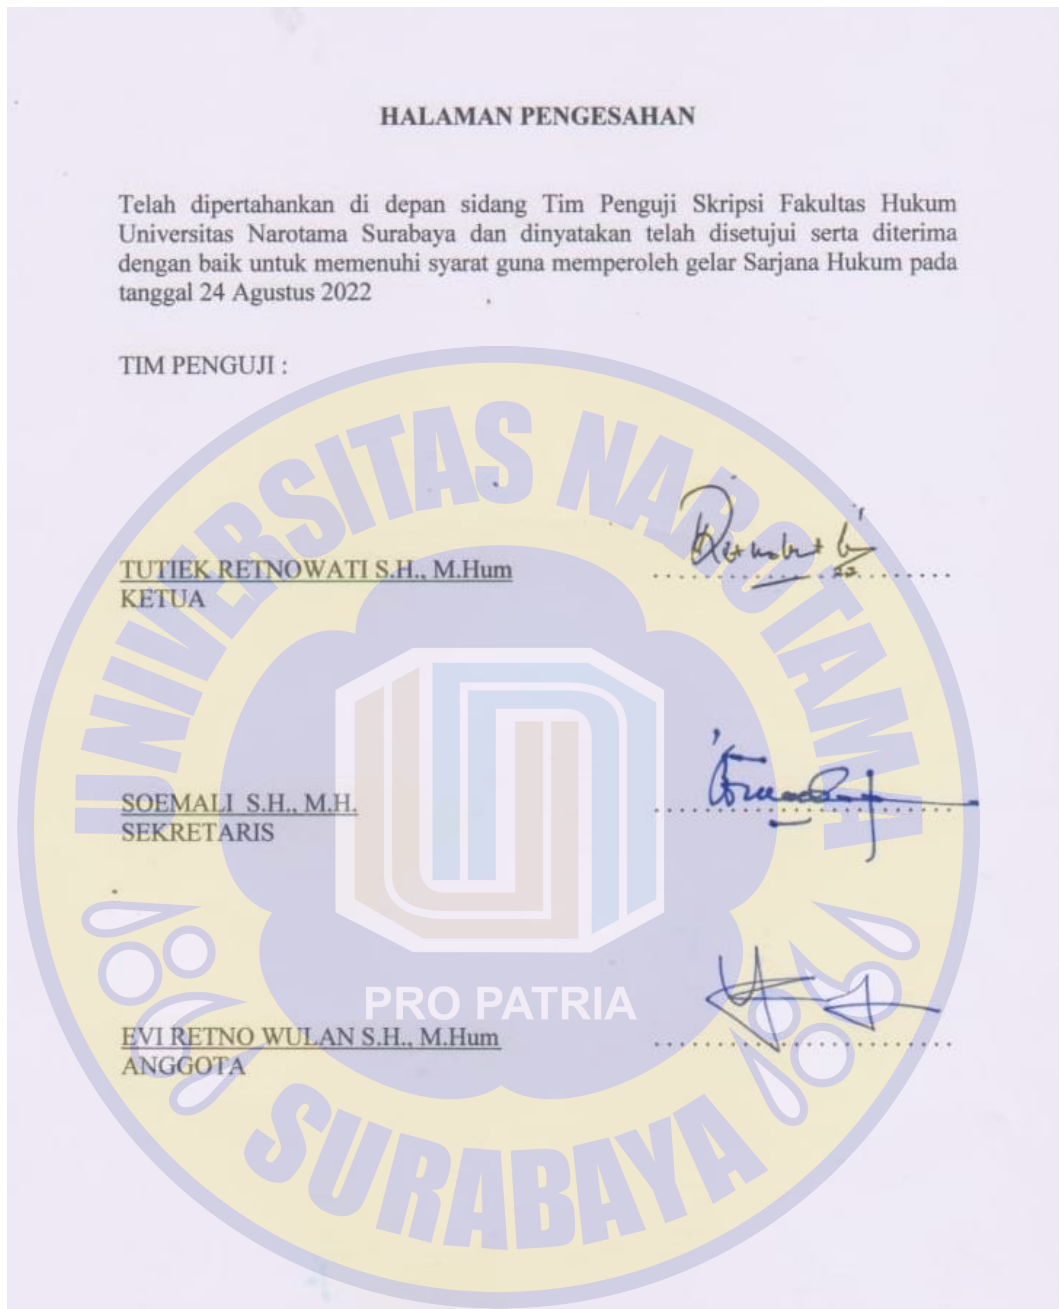 HALAMAN PENGESAHAN
Telah dipertahankan di depan sidang Tim Penguji Skripsi Fakultas Hukum
Universitas Narotama Surabaya dan dinyatakan telah disetujui serta diterima
dengan baik untuk memenuhi syarat guna memperoleh gelar Sarjana Hukum pada
tanggal 24 Agustus 2022
TIM PENGUJI :
UNIVERSITAS NAROTAMA
TUTIEK RETNOWATI S.H., M.Hum
KETUA
SOEMALI S.H., M.H.
SEKRETARIS
PRO PATRIA
EVI RETNO WULAN S.H., M.Hum
ANGGOTA
SURABAYA